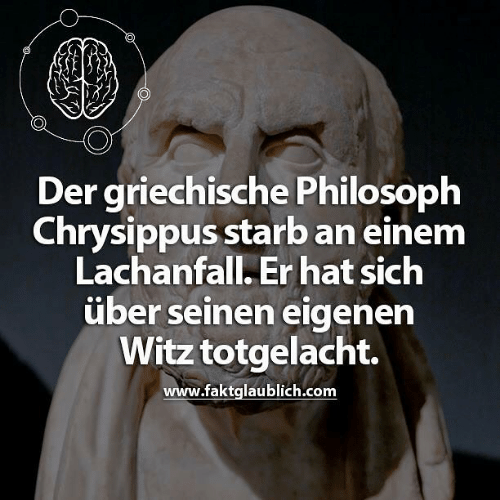 Der griechische Philosoph
Chrysippus starb an einem
Lachanfall. Er hat sich
über seinen eigenen
Witz totgelacht.
www.faktglaublich.com